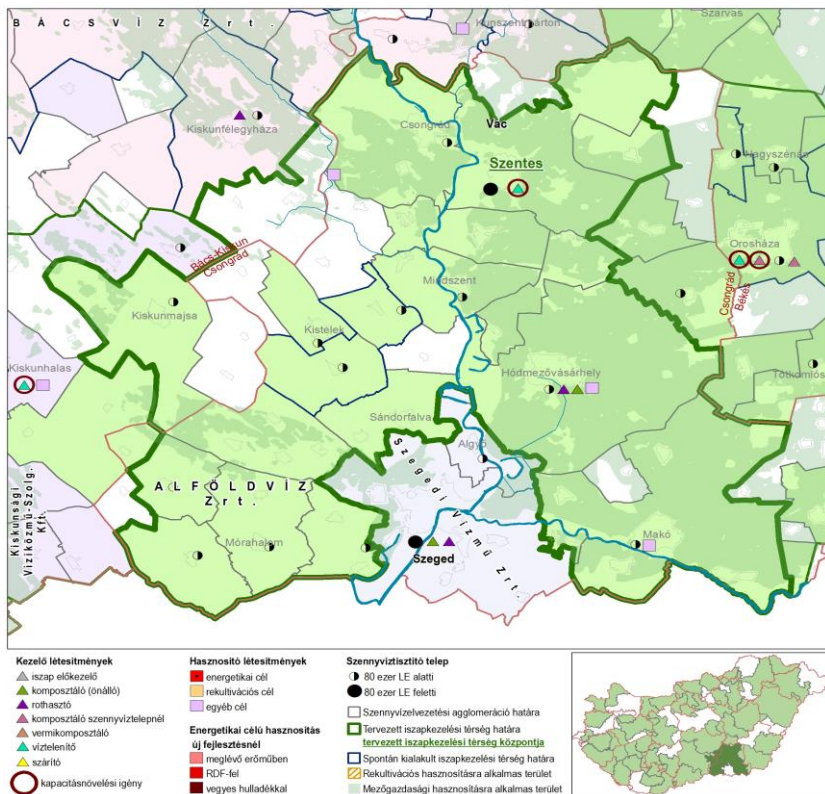 BÁCSVÍZ Zrt.
Kunszentmárton
Szarvas
Kiskunfélegyháza
Csongrád
Vác
Szentes
Nagyszénás
Bács-Kiskun
Csongrád
Orosháza
Csongrád
Békés
Mindszent
Kiskunmajsa
Kistelek
Kiskunhalas
Hódmezővásárhely
Tótkomlós
Sándorfalva
Algyő
Szegedi Vízmű Zrt.
ALFÖLDVÍZ
Zrt.
Kiskunsági
Víziközmű-Szolg.
Kft.
Mórahalom
Szeged
Makó
Kezelő létesítmények
iszap előkezelő
komposztáló (önálló)
rothasztó
komposztáló szennyvíztelepnél
vermikomposztáló
víztelenítő
szárító
kapacitásnövelési igény
Hasznosító létesítmények
energetikai cél
rekultivációs cél
egyéb cél
Energetikai célú hasznosítás
új fejlesztésnél
meglévő erőműben
RDF-fel
vegyes hulladékkal
Szennyvíztisztító telep
80 ezer LE alatti
80 ezer LE feletti
Szennyvízelvezetési agglomeráció határa
Tervezett iszapkezelési térség határa
tervezett iszapkezelési térség központja
Spontán kialakult iszapkezelési térség határa
Rekultivációs hasznosításra alkalmas terület
Mezőgazdasági hasznosításra alkalmas terület